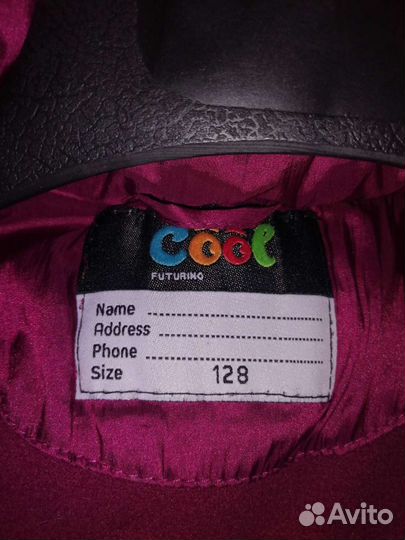 Cool
FUTURINO
Name
Address
Phone
Size 128
Avito